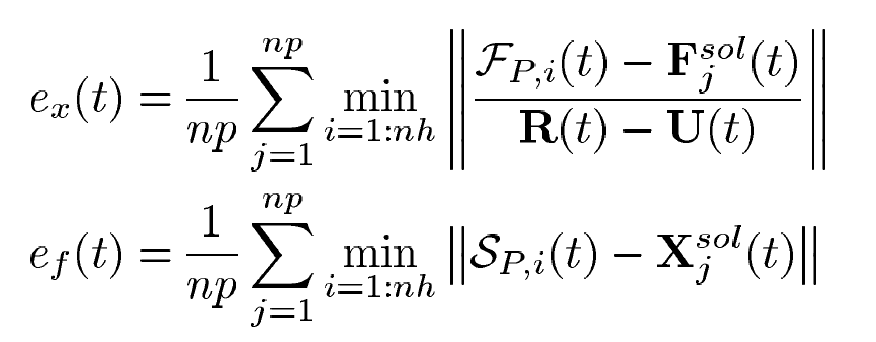 $e_x(t) = \frac{1}{np} \sum_{j=1}^{np} \min_{i=1:nh} \left\| \frac{\mathcal{F}_{P,i}(t) - \mathbf{F}_j^{sol}(t)}{\mathbf{R}(t) - \mathbf{U}(t)} \right\|$
$e_f(t) = \frac{1}{np} \sum_{j=1}^{np} \min_{i=1:nh} \left\| \mathcal{S}_{P,i}(t) - \mathbf{X}_j^{sol}(t) \right\|$